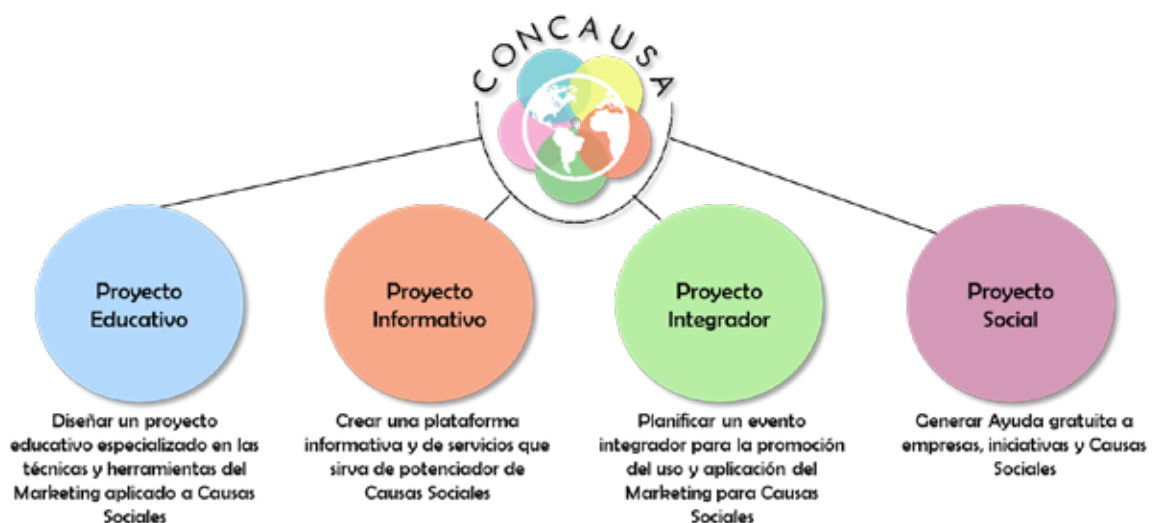 CONCAUSA
Proyecto
Educativo
Diseñar un proyecto
educativo especializado en las
técnicas y herramientas del
Marketing aplicado a Causas
Sociales
Proyecto
Informativo
Crear una plataforma
informativa y de servicios que
sirva de potenciador de
Causas Sociales
Proyecto
Integrador
Planificar un evento
integrador para la promoción
del uso y aplicación del
Marketing para Causas
Sociales
Proyecto
Social
Generar Ayuda gratuita a
empresas, iniciativas y Causas
Sociales